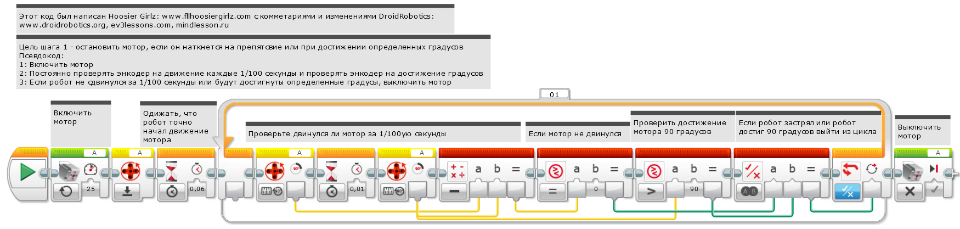 Этот код был написан Hoosier Girlz: www.fllhoosiergirlz.com с комметариями и изменениями DroidRobotics:
www.droidrobotics.org, ev3lessons.com, mindlesson.ru
Цель шага 1 - остановить мотор, если он наткнется на препятсвие или при достижении определенных градусов
Псевдокод:
1: Включить мотор
2: Постоянно проверять энкодер на движение каждые 1/100 секунды и проверять энкодер на достижение градусов
3: Если робот не сдвинулся за 1/100 секунды или будут достигнуты определенные градусы, выключить мотор
01
Включить
мотор
Одижать, что
робот точно
начал движение
мотора
Проверьте двинулся ли мотор за 1/100ую секунды
Если мотор не двинулся
Проверить достижение
мотора 90 градусов
Если робот застрял или робот
достиг 90 градусов выйти из цикла
Выключить
мотор
A A A A A
a b = a b = a b = a b =
25 0,06 0,01 0 90